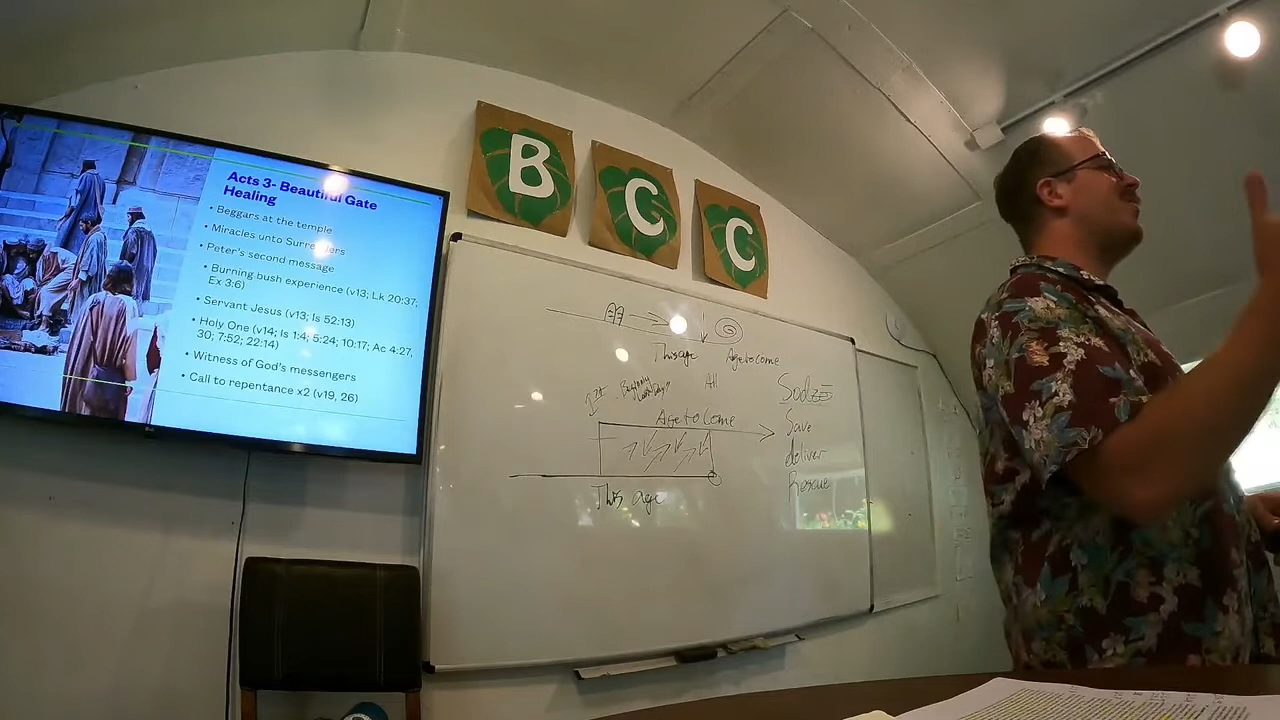 Acts 3- Beautiful Gate
Healing
• Beggars at the temple
• Miracles unto Surrenders
• Peter's second message
• Burning bush experience (v13; Lk 20:37;
Ex 3:6)
• Servant Jesus (v13; Is 52:13)
• Holy One (v14; Is 1:4; 5:24; 10:17; Ac 4:27,
30; 7:52; 22:14)
• Witness of God's messengers
• Call to repentance x2 (v19, 26)
B C C
This age
Age to come
All
1st
Age to Come
This age
Save
deliver
Rescue